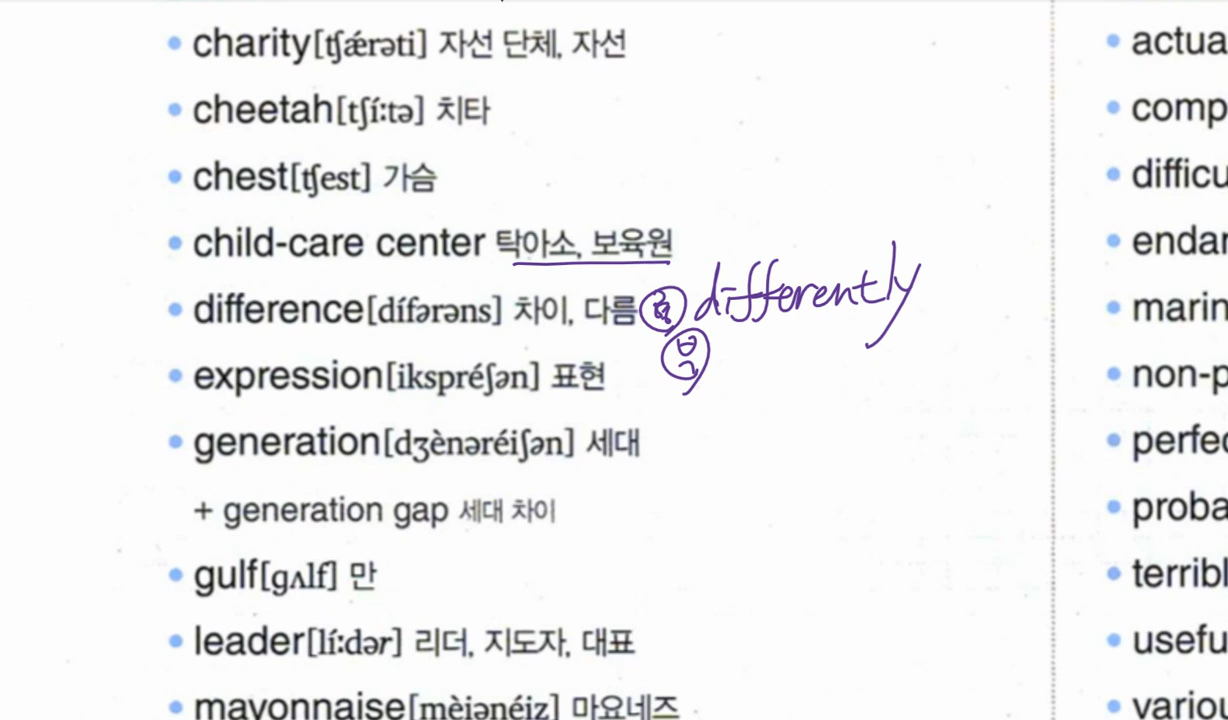 charity[tʃǽrəti] 자선 단체, 자선
cheetah[tʃíːtə] 치타
chest[tʃest] 가슴
child-care center 탁아소, 보육원
difference[dífərəns] 차이, 다름 differently
부
expression[ikspréʃən] 표현
generation[dʒènəréiʃən] 세대
+ generation gap 세대 차이
gulf[gʌlf] 만
leader[líːdər] 리더, 지도자, 대표
mayonnaise[mèiənéiz] 마요네즈
actua
comp
difficu
endan
marin
non-p
perfec
proba
terribl
usefu
variou